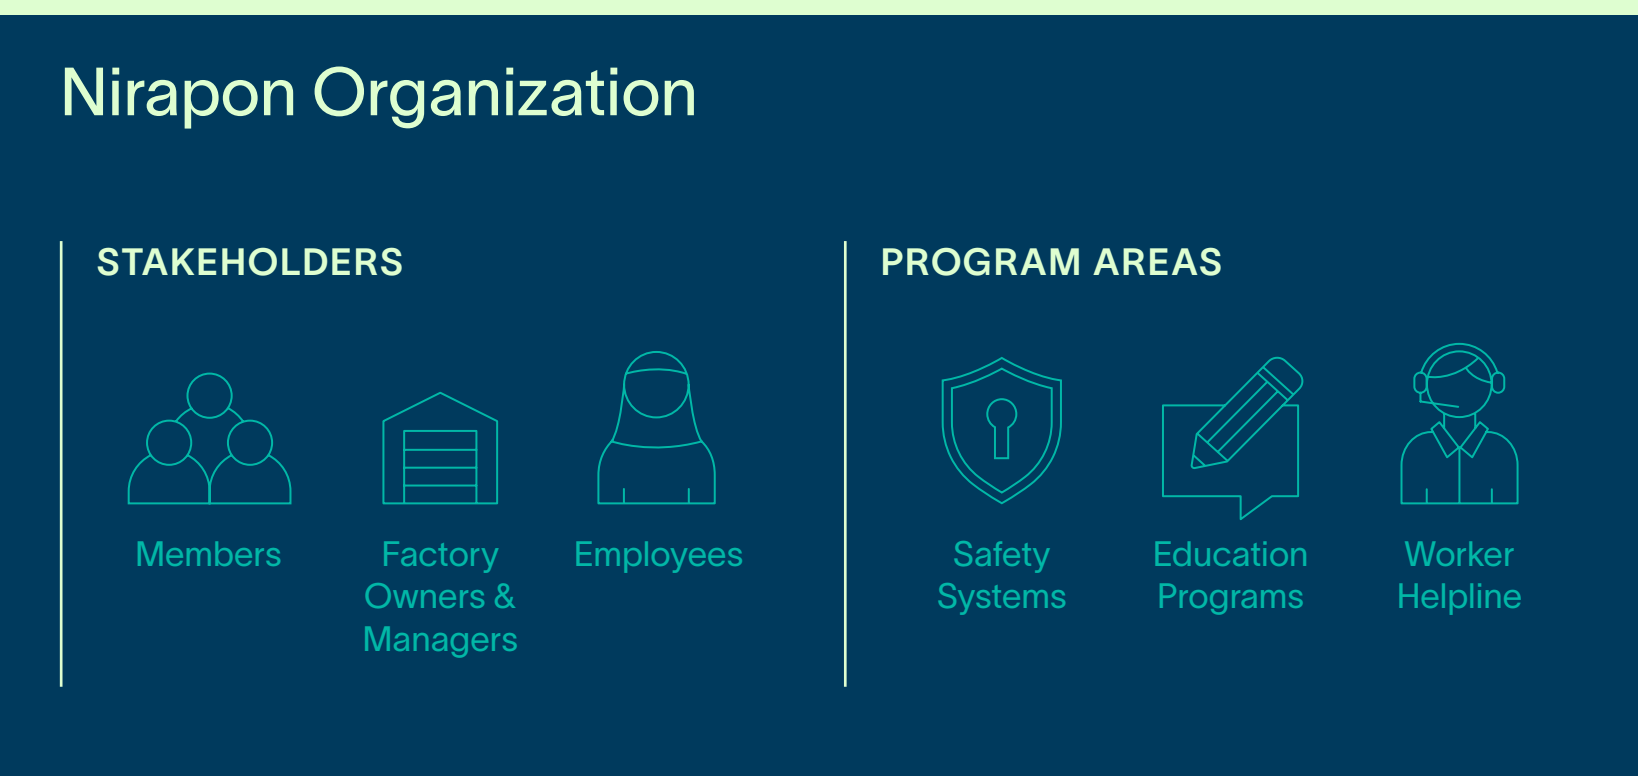 Nirapon Organization
STAKEHOLDERS
Members
Factory
Owners &
Managers
Employees
PROGRAM AREAS
Safety
Systems
Education
Programs
Worker
Helpline